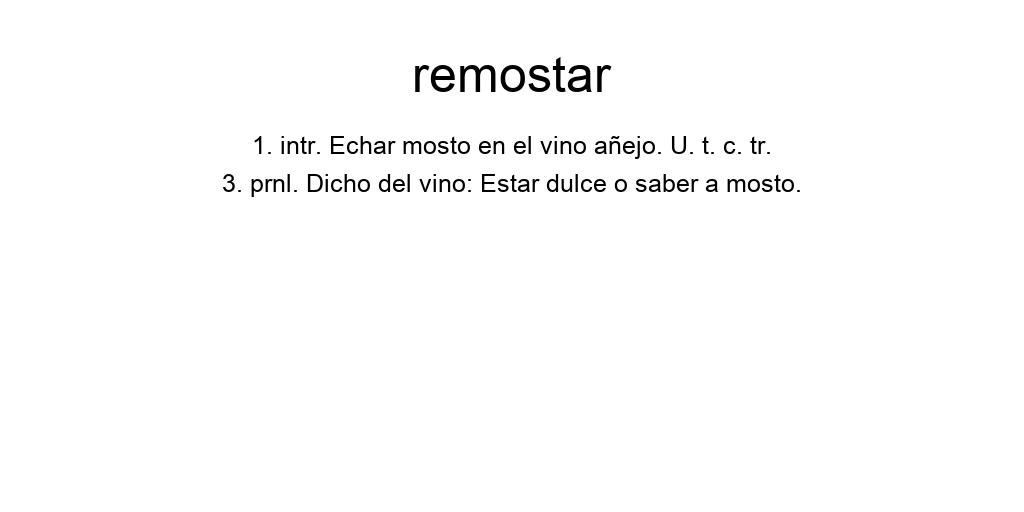 remostar
1. intr. Echar mosto en el vino añejo. U. t. c. tr.
3. prnl. Dicho del vino: Estar dulce o saber a mosto.